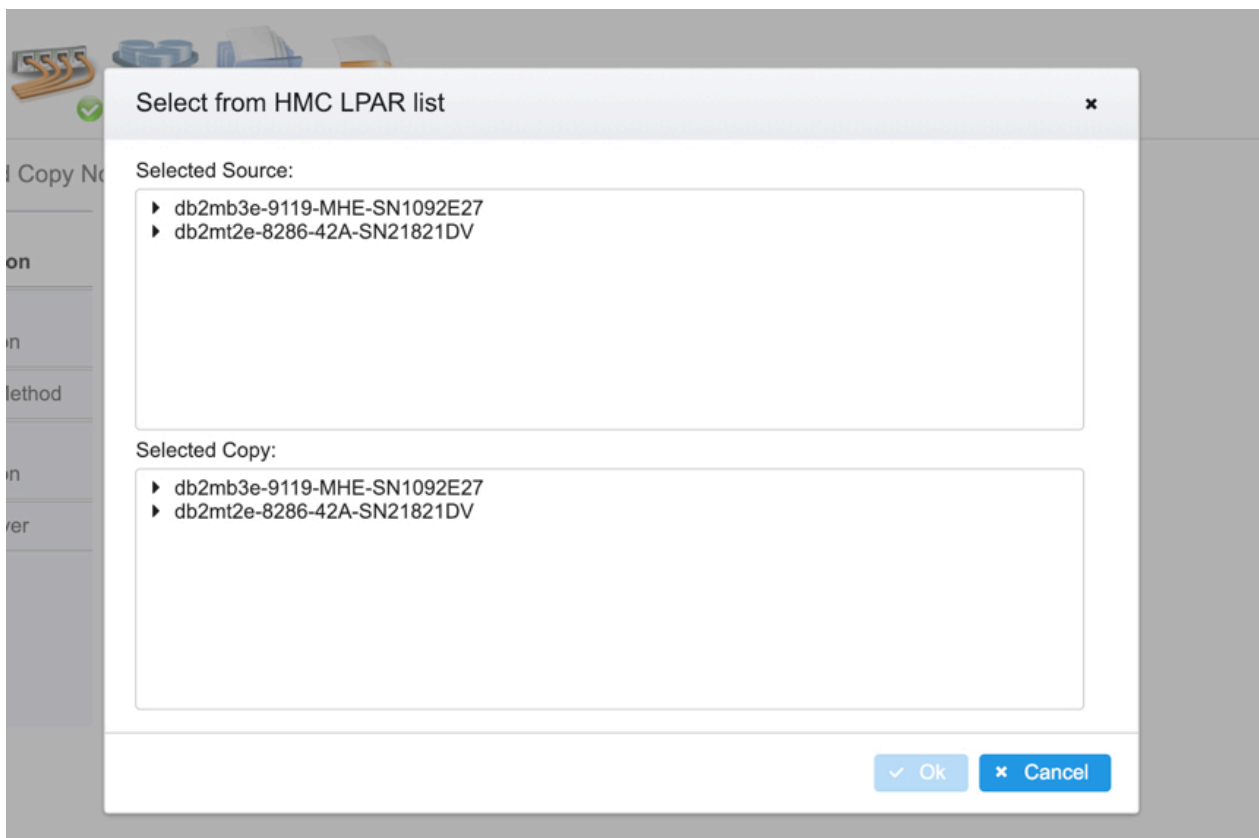 Select from HMC LPAR list
Copy
Selected Source:
db2mb3e-9119-MHE-SN1092E27
db2mt2e-8286-42A-SN21821DV
Selected Copy:
db2mb3e-9119-MHE-SN1092E27
db2mt2e-8286-42A-SN21821DV
Ok
Cancel